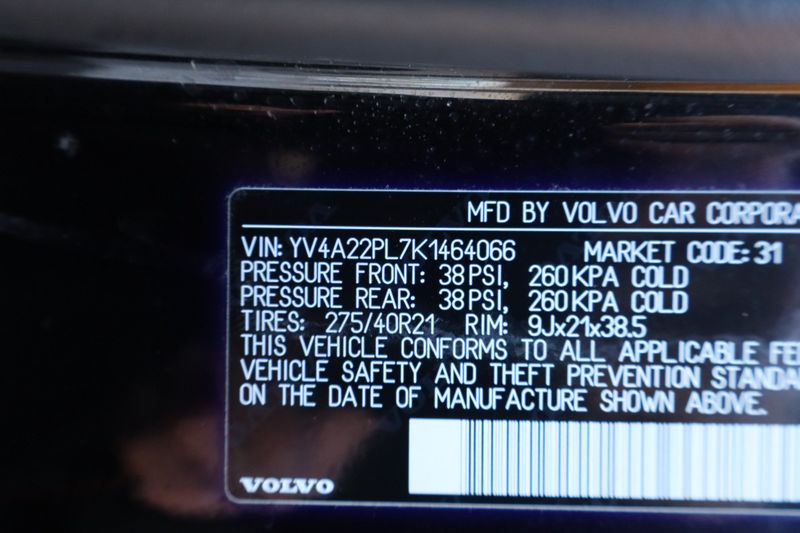 MFD BY VOLVO CAR CORPORA
VIN: YV4A22PL7K1464066 MARKET CODE: 31
PRESSURE FRONT: 38 PSI, 260 KPA COLD
PRESSURE REAR: 38 PSI, 260 KPA COLD
TIRES: 275/40R21 RIM: 9Jx21x38.5
THIS VEHICLE CONFORMS TO ALL APPLICABLE FE
VEHICLE SAFETY AND THEFT PREVENTION STANDA
ON THE DATE OF MANUFACTURE SHOWN ABOVE.
VOLVO